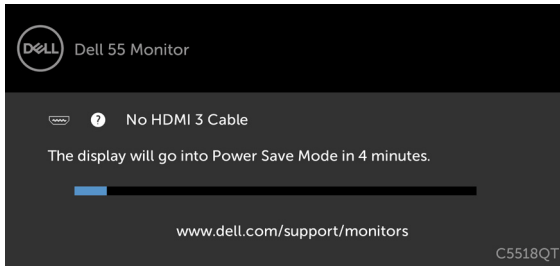 DELL
Dell 55 Monitor
? No HDMI 3 Cable
The display will go into Power Save Mode in 4 minutes.
www.dell.com/support/monitors
C5518QT